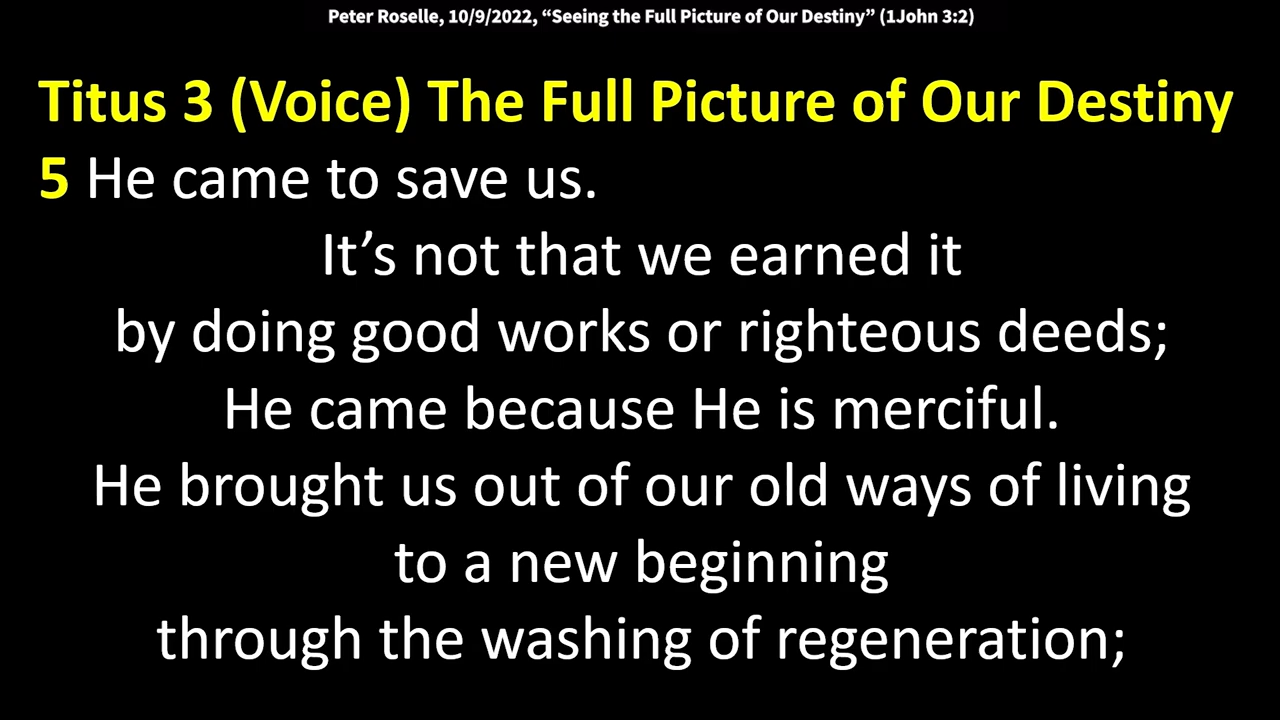 Peter Roselle, 10/9/2022, “Seeing the Full Picture of Our Destiny” (1John 3:2)
Titus 3 (Voice) The Full Picture of Our Destiny
5 He came to save us.
It’s not that we earned it
by doing good works or righteous deeds;
He came because He is merciful.
He brought us out of our old ways of living
to a new beginning
through the washing of regeneration;